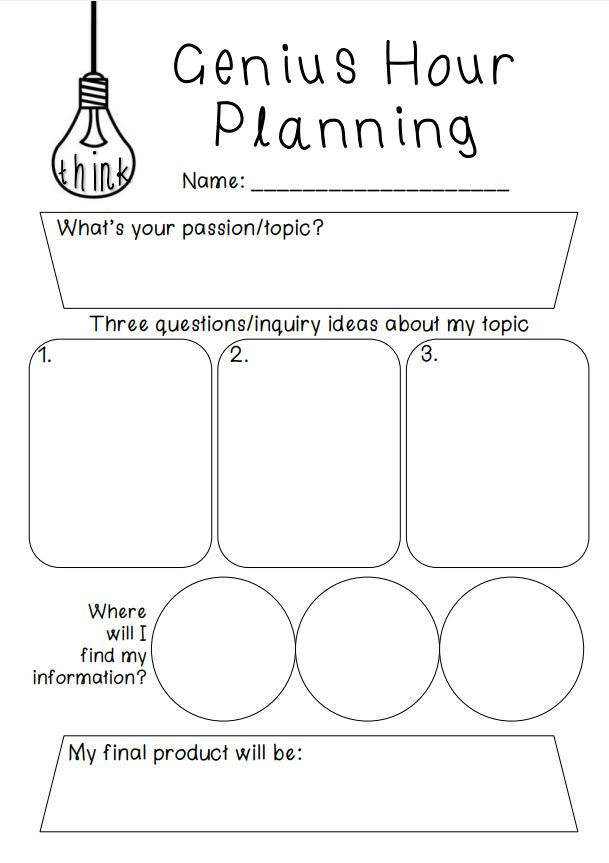 think
Genius Hour
Planning
Name: ______________________
What's your passion/topic?
Three questions/inquiry ideas about my topic
1.
2.
3.
Where
will I
find my
information?
My final product will be: